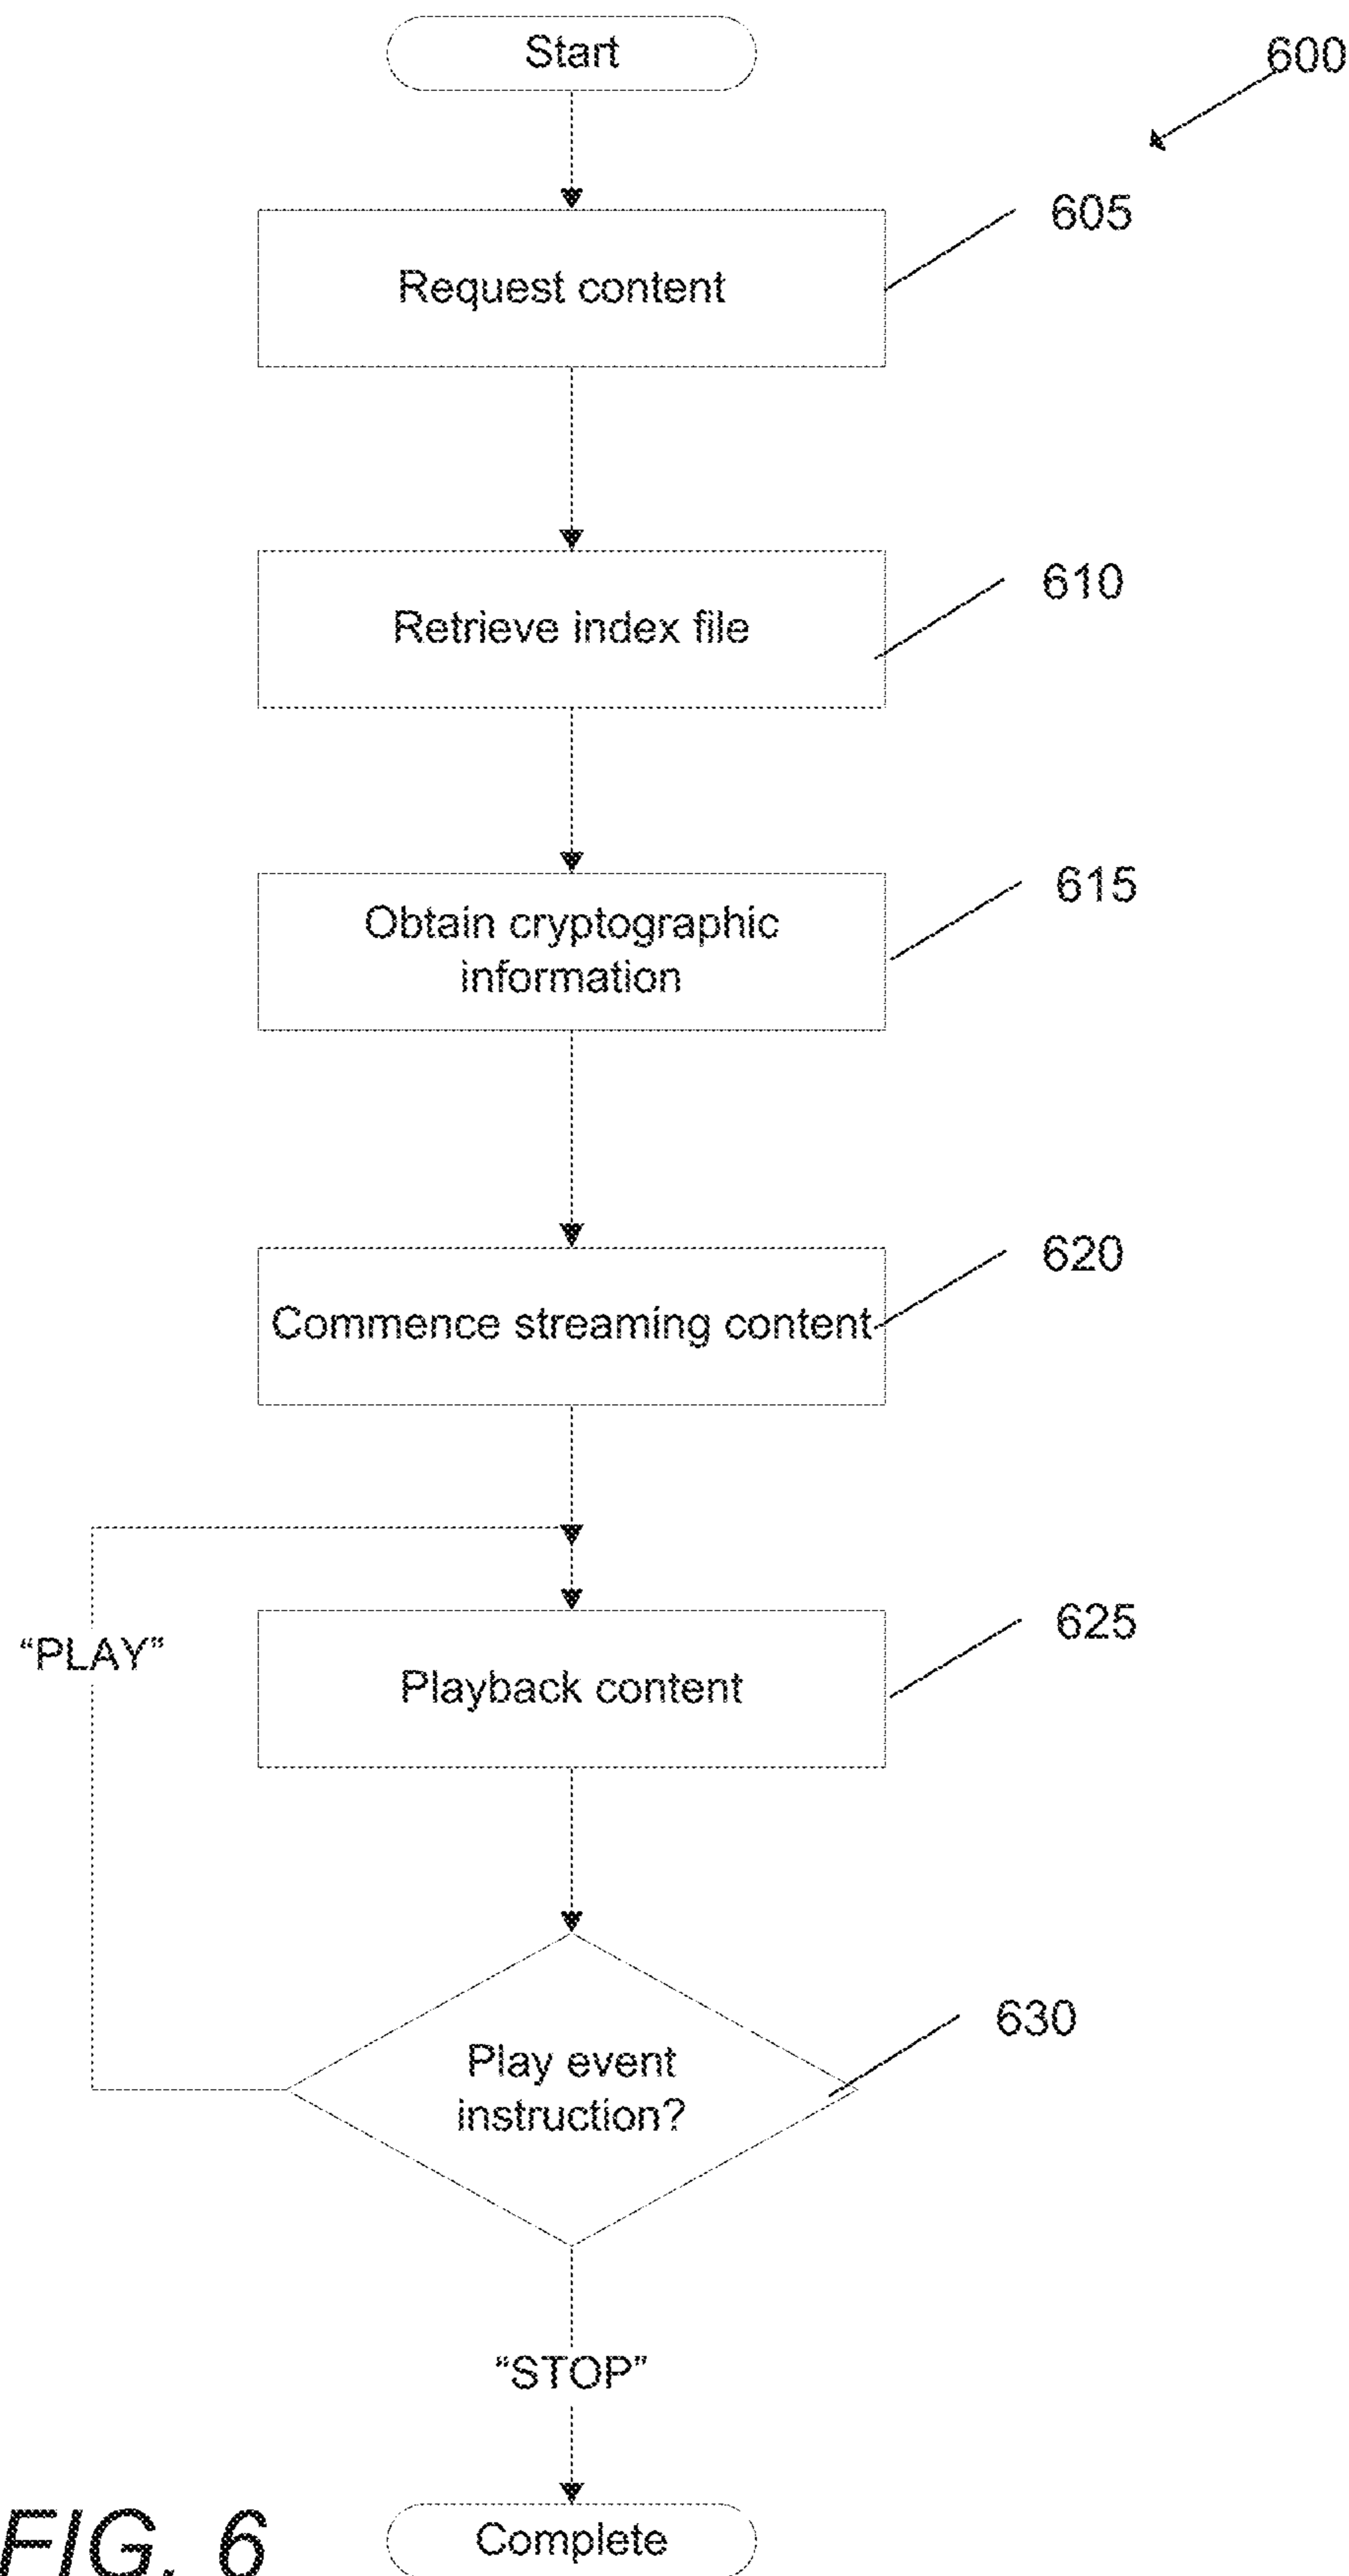 Start
600
605
Request content
610
Retrieve index file
615
Obtain cryptographic
information
620
Commence streaming content
625
“PLAY”
Playback content
630
Play event
instruction?
“STOP”
Complete
FIG. 6